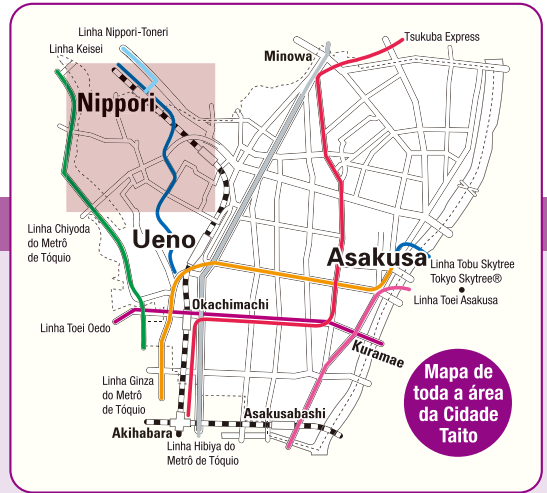 Linha Nippori-Toneri
Linha Keisei
Tsukuba Express
Minowa
Nippori
Linha Chiyoda
do Metrô
de Tóquio
Ueno
Asakusa
Linha Tobu Skytree
Tokyo Skytree®
Linha Toei Asakusa
Okachimachi
Linha Toei Oedo
Kuramae
Linha Ginza
do Metrô
de Tóquio
Mapa de
toda a área
da Cidade
Taito
Asakusabashi
Akihabara
Linha Hibiya do
Metrô de Tóquio